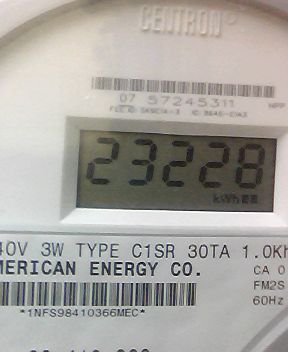 CENTRON®
07 57245311
23228
kWh
40V 3W TYPE C1SR 30TA 1.0Kh
MERICAN ENERGY CO.
CA 0
FM2S
60Hz
*1NFS98410366MEC*